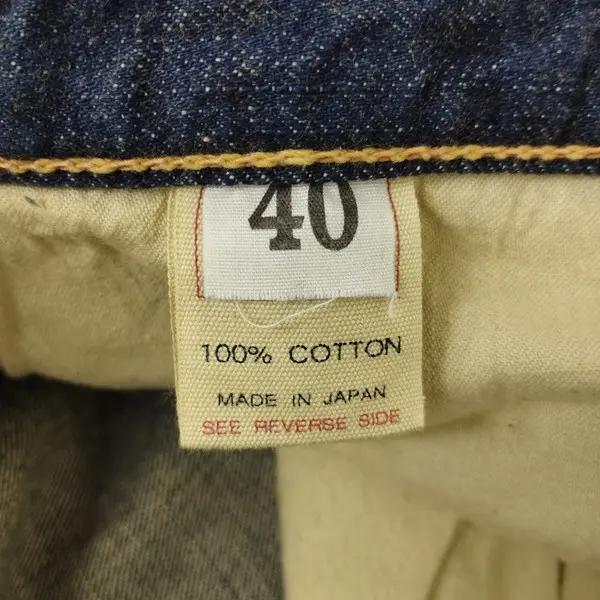 40
100% COTTON
MADE IN JAPAN
SEE REVERSE SIDE